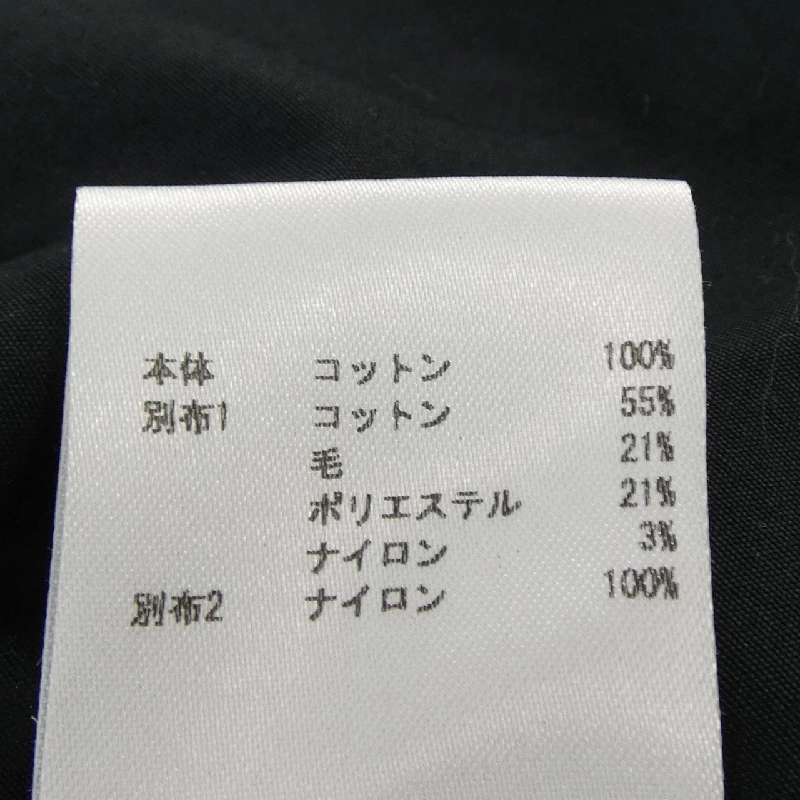 本体 コットン 100%
別布1 コットン 55%
毛 21%
ポリエステル 21%
ナイロン 3%
別布2 ナイロン 100%